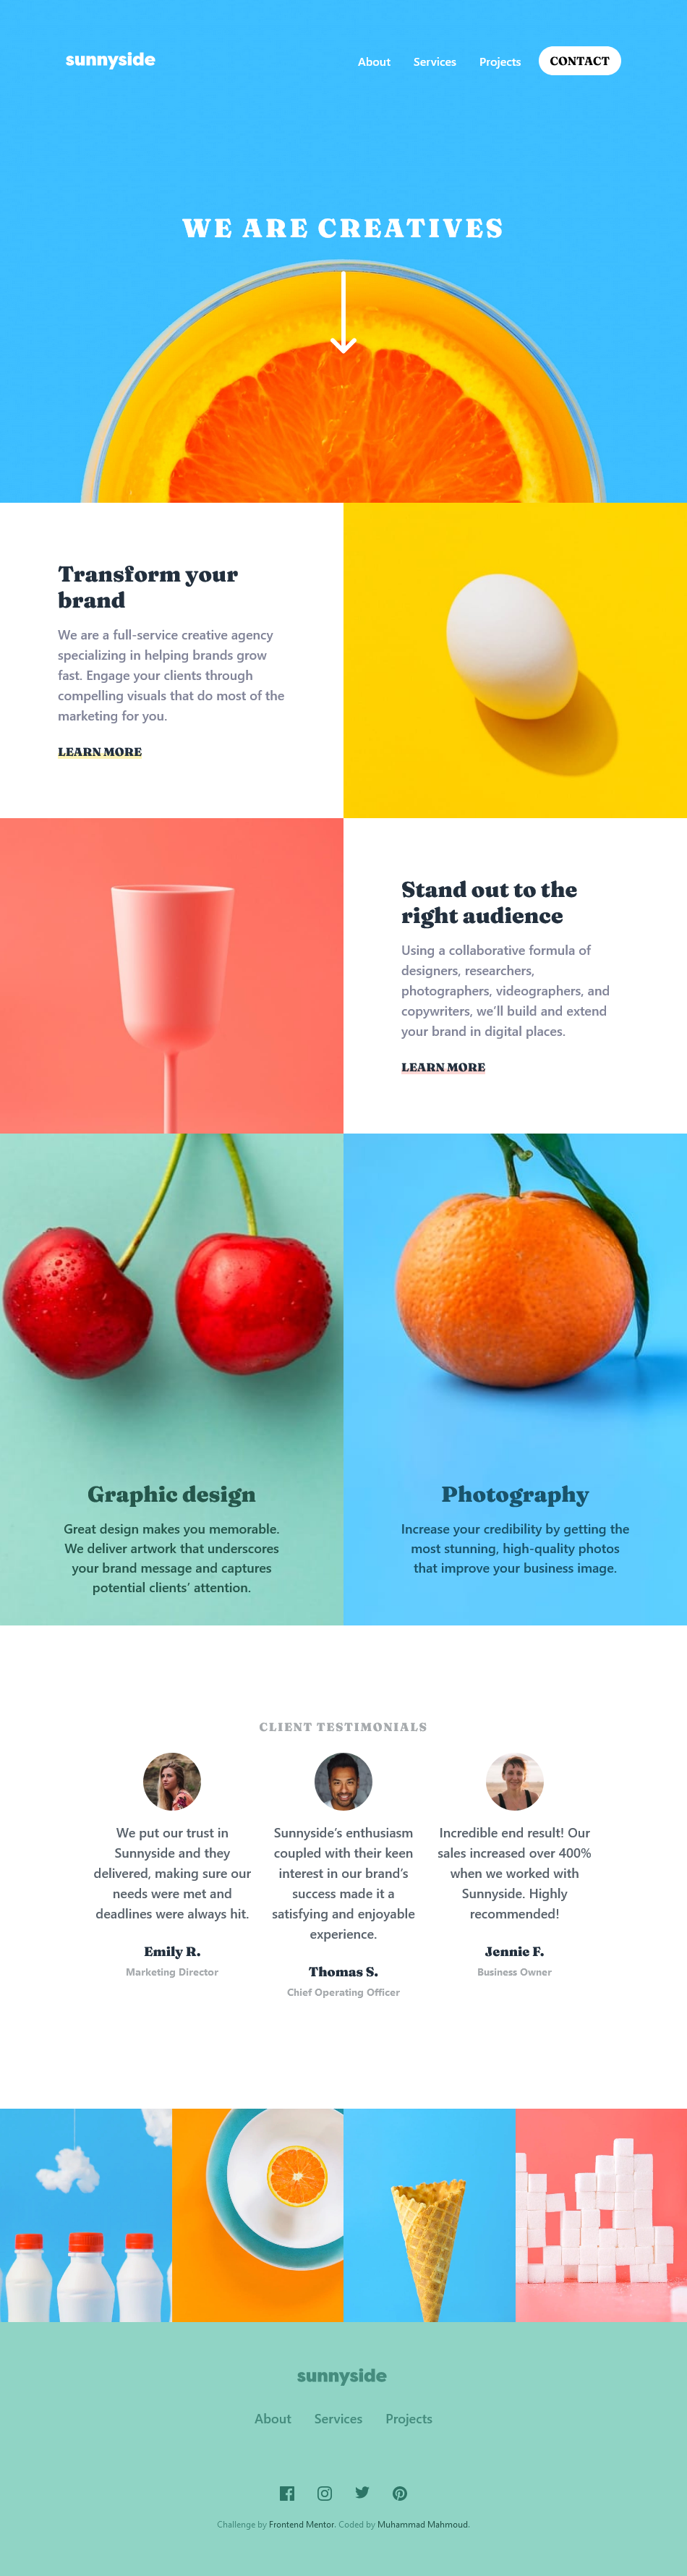 sunnyside
About Services Projects CONTACT
WE ARE CREATIVES
Transform your
brand
We are a full-service creative agency
specializing in helping brands grow
fast. Engage your clients through
compelling visuals that do most of the
marketing for you.
LEARN MORE
Stand out to the
right audience
Using a collaborative formula of
designers, researchers,
photographers, videographers, and
copywriters, we’ll build and extend
your brand in digital places.
LEARN MORE
Graphic design
Great design makes you memorable.
We deliver artwork that underscores
your brand message and captures
potential clients’ attention.
Photography
Increase your credibility by getting the
most stunning, high-quality photos
that improve your business image.
CLIENT TESTIMONIALS
We put our trust in
Sunnyside and they
delivered, making sure our
needs were met and
deadlines were always hit.
Emily R.
Marketing Director
Sunnyside’s enthusiasm
coupled with their keen
interest in our brand’s
success made it a
satisfying and enjoyable
experience.
Thomas S.
Chief Operating Officer
Incredible end result! Our
sales increased over 400%
when we worked with
Sunnyside. Highly
recommended!
Jennie F.
Business Owner
sunnyside
About Services Projects
Challenge by Frontend Mentor. Coded by Muhammad Mahmoud.